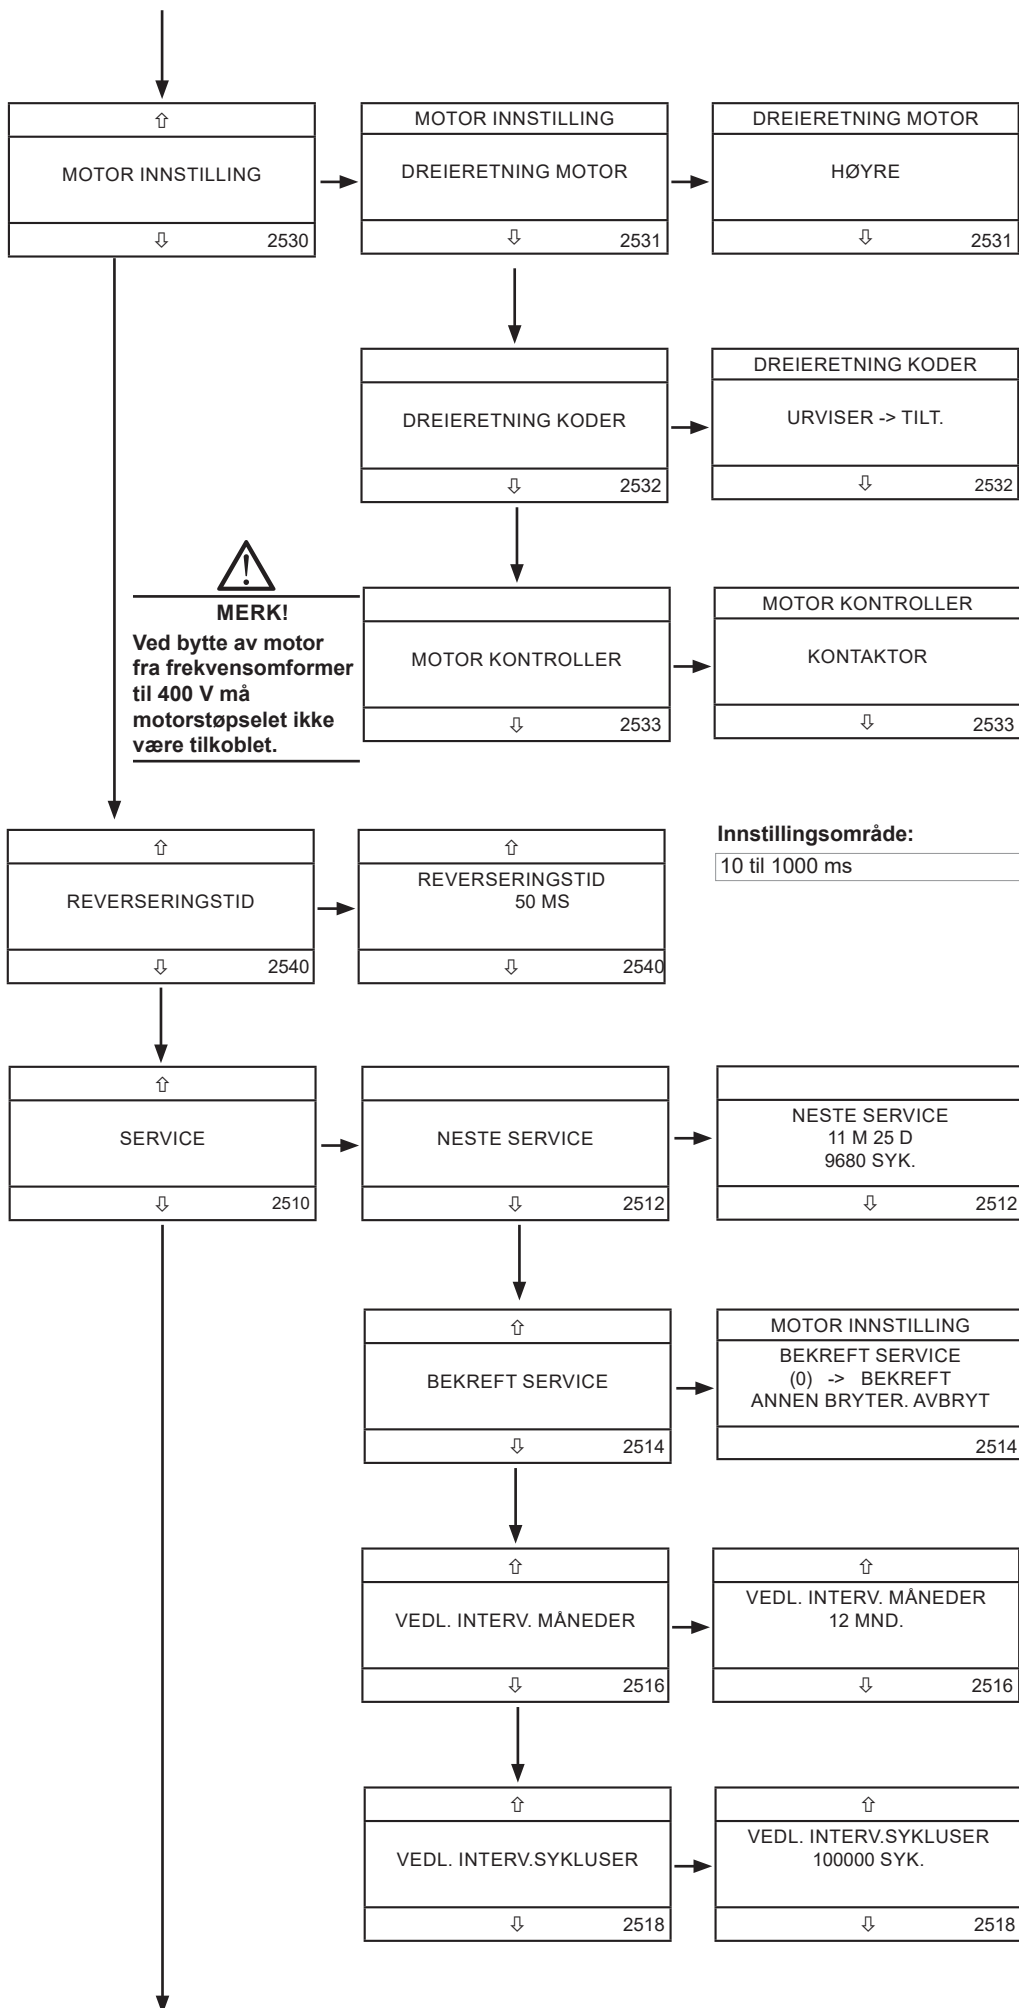 ⇧
MOTOR INNSTILLING
⇩ 2530
MOTOR INNSTILLING
DREIERETNING MOTOR
⇩ 2531
DREIERETNING MOTOR
HØYRE
⇩ 2531
DREIERETNING KODER
⇩ 2532
DREIERETNING KODER
URVISER -> TILT.
⇩ 2532
MERK!
Ved bytte av motor
fra frekvensomformer
til 400 V må
motorstøpselet ikke
være tilkoblet.
MOTOR KONTROLLER
⇩ 2533
MOTOR KONTROLLER
KONTAKTOR
⇩ 2533
⇧
REVERSERINGSTID
⇩ 2540
⇧
REVERSERINGSTID
50 MS
⇩ 2540
Innstillingsområde:
10 til 1000 ms
⇧
SERVICE
⇩ 2510
NESTE SERVICE
⇩ 2512
NESTE SERVICE
11 M 25 D
9680 SYK.
⇩ 2512
⇧
BEKREFT SERVICE
⇩ 2514
MOTOR INNSTILLING
BEKREFT SERVICE
(0) -> BEKREFT
ANNEN BRYTER. AVBRYT
2514
⇧
VEDL. INTERV. MÅNEDER
⇩ 2516
⇧
VEDL. INTERV. MÅNEDER
12 MND.
⇩ 2516
⇧
VEDL. INTERV.SYKLUSER
⇩ 2518
⇧
VEDL. INTERV.SYKLUSER
100000 SYK.
⇩ 2518